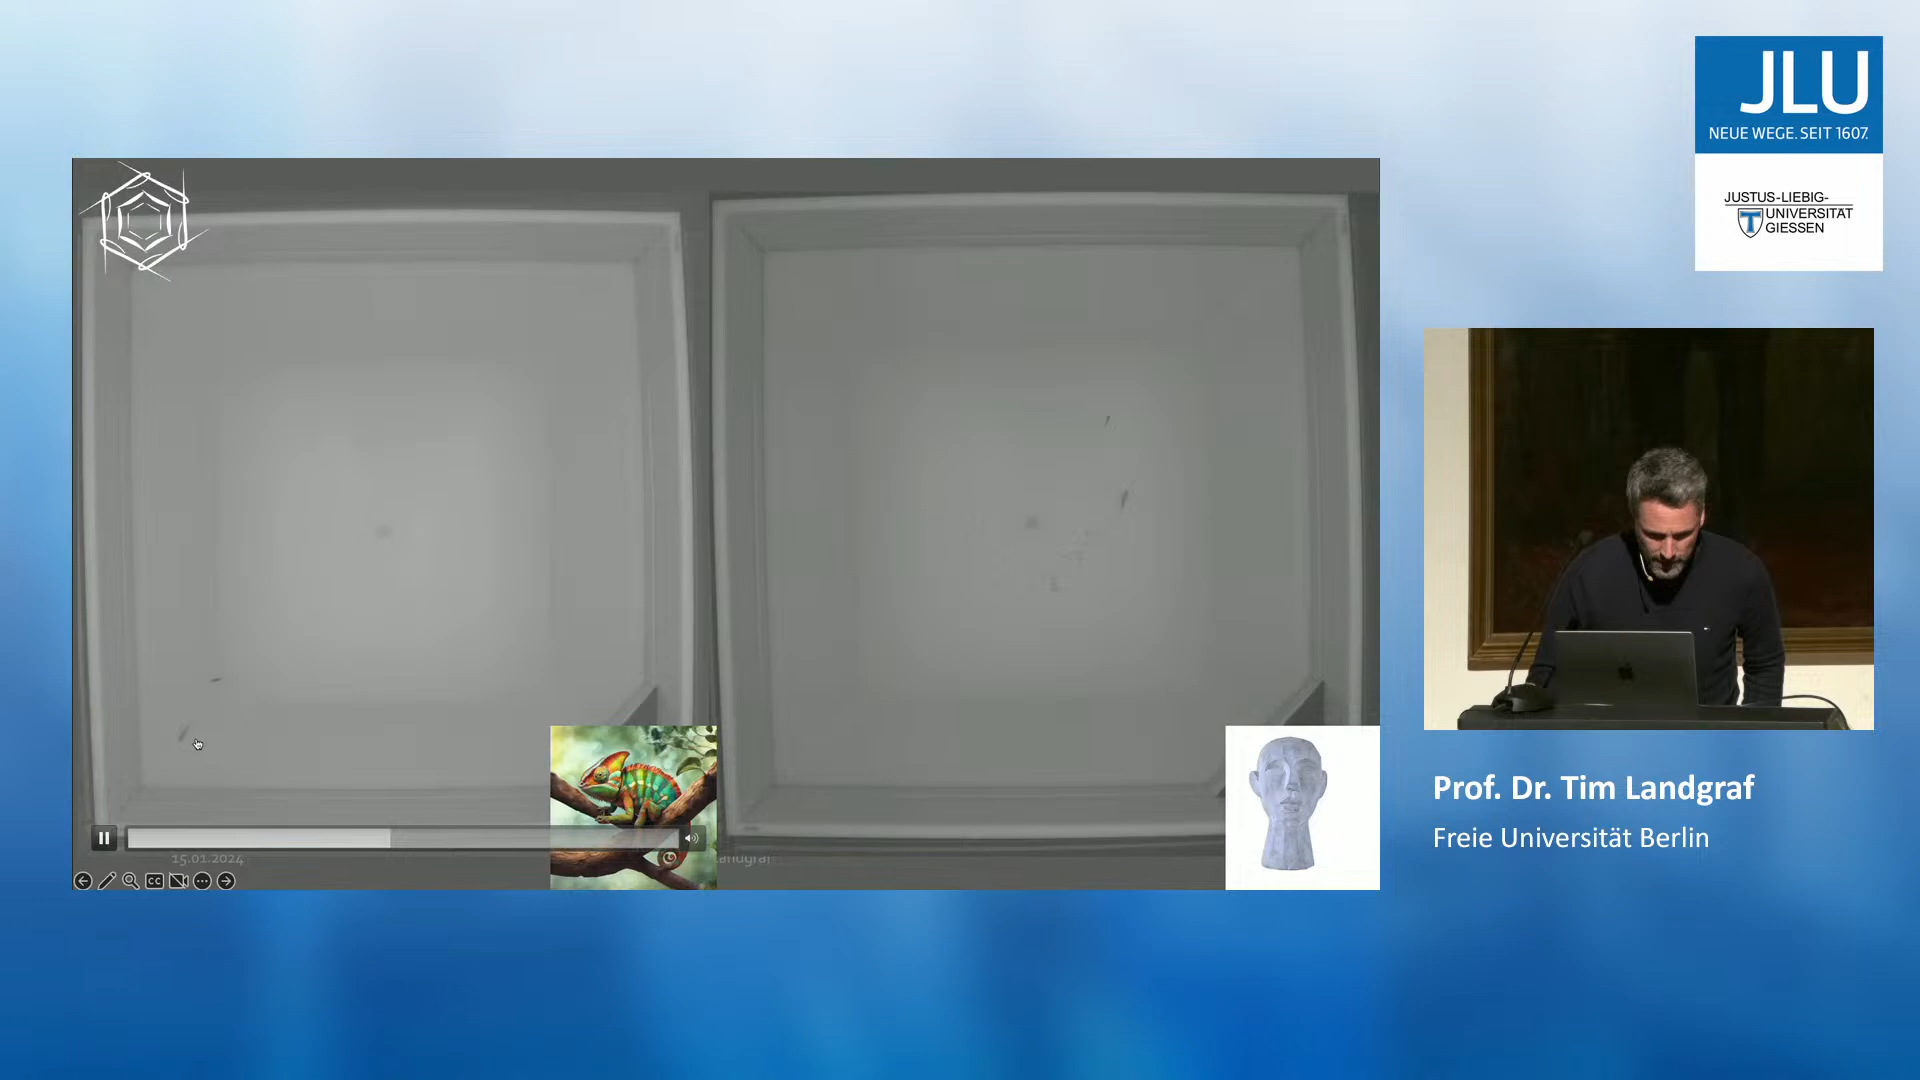 JLU
NEUE WEGE. SEIT 1607.
JUSTUS-LIEBIG-
UNIVERSITÄT
GIESSEN
Prof. Dr. Tim Landgraf
Freie Universität Berlin
15.01.2024
CC